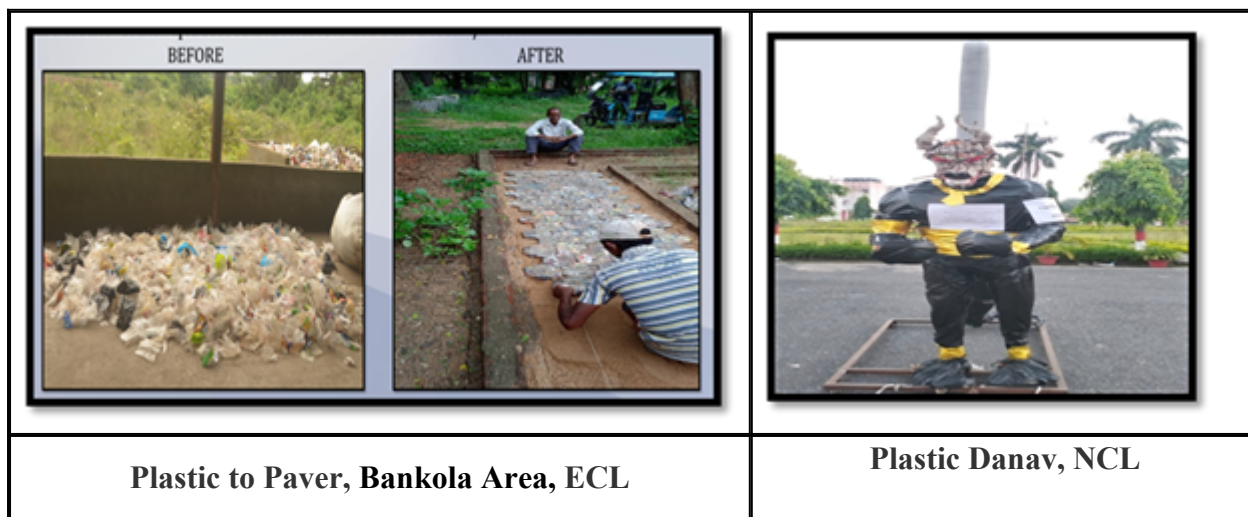 BEFORE
AFTER
Plastic to Paver, Bankola Area, ECL
Plastic Danav, NCL